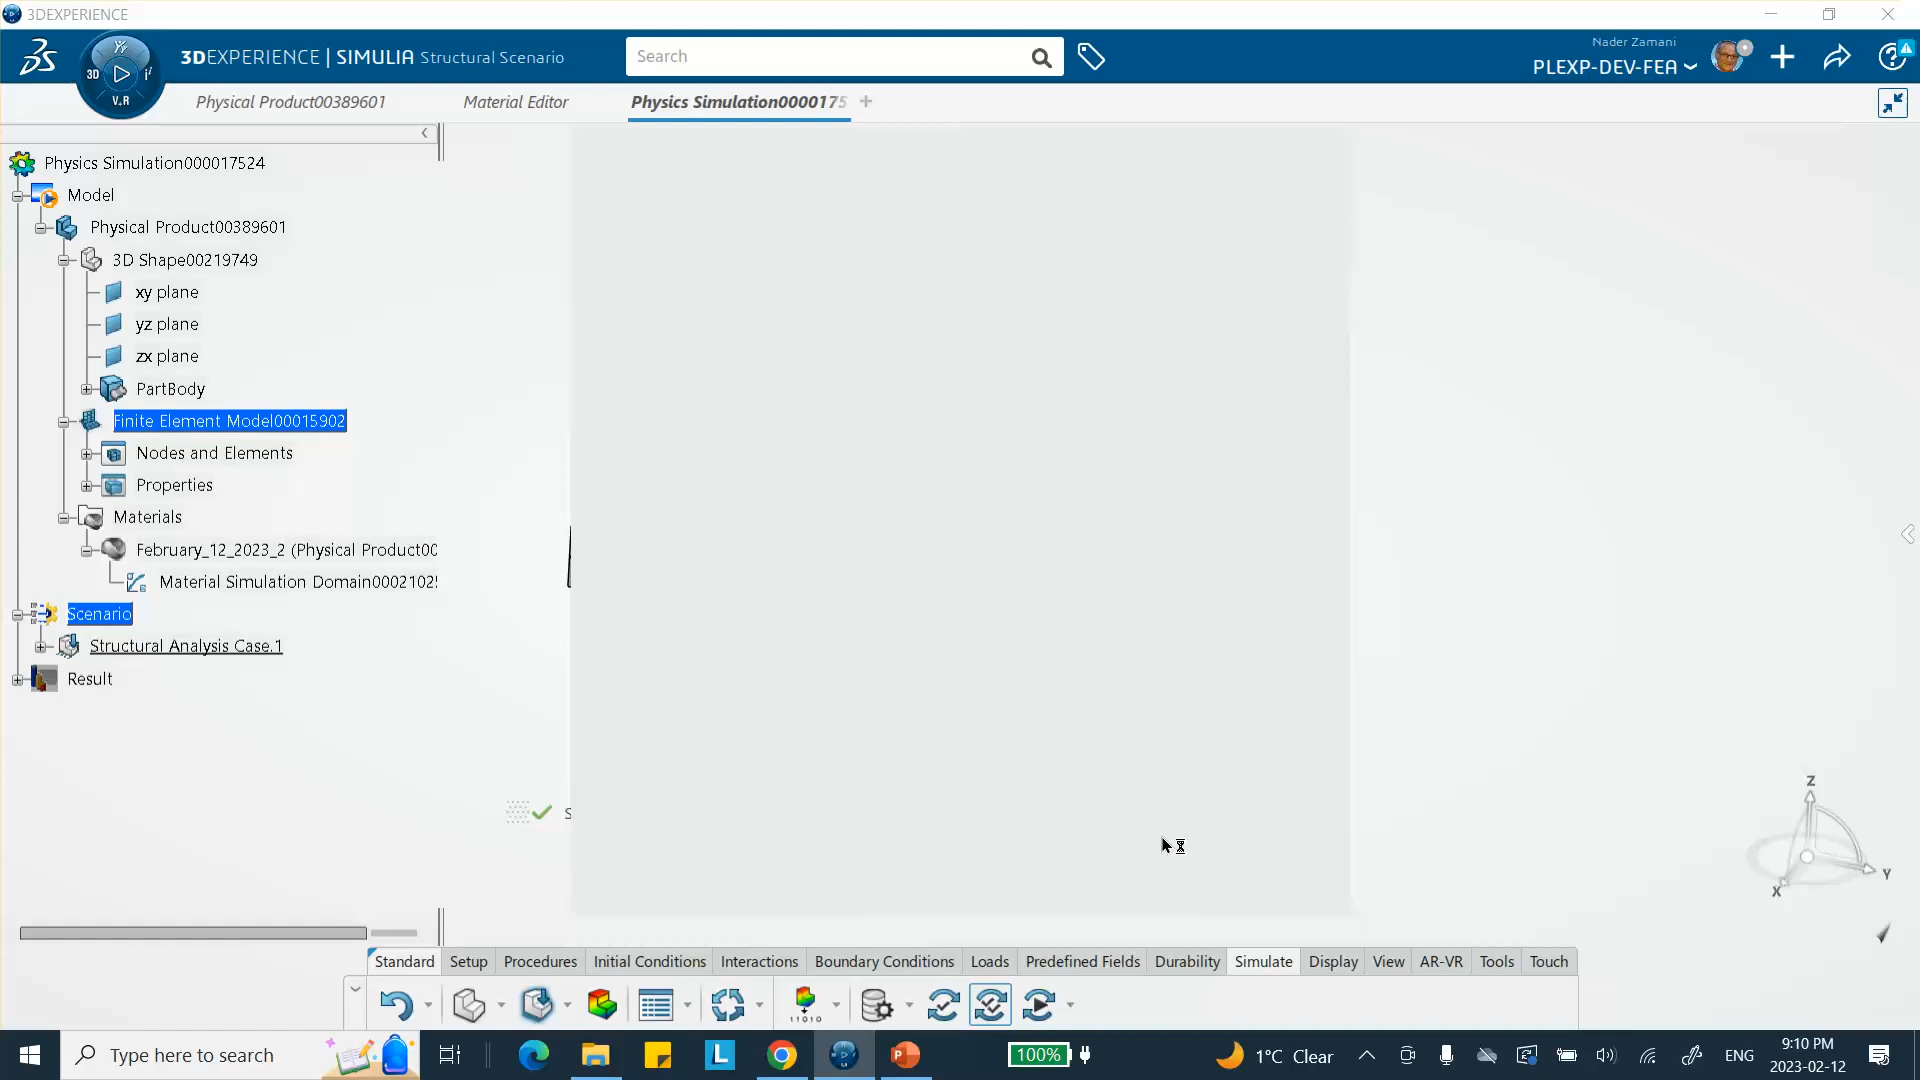 3DEXPERIENCE
3DEXPERIENCE | SIMULIA Structural Scenario
Search
Nader Zamani
PLEXP-DEV-FEA
3D
V.R
Physical Product00389601
Material Editor
Physics Simulation0000175
Physics Simulation000017524
Model
Physical Product00389601
3D Shape00219749
xy plane
yz plane
zx plane
PartBody
Finite Element Model00015902
Nodes and Elements
Properties
Materials
February_12_2023_2 (Physical Product00
Material Simulation Domain00021025
Scenario
Structural Analysis Case.1
Result
S
Z
Y
X
Standard Setup Procedures Initial Conditions Interactions Boundary Conditions Loads Predefined Fields Durability Simulate Display View AR-VR Tools Touch
11010
Type here to search
100%
1°C Clear
ENG
9:10 PM
2023-02-12